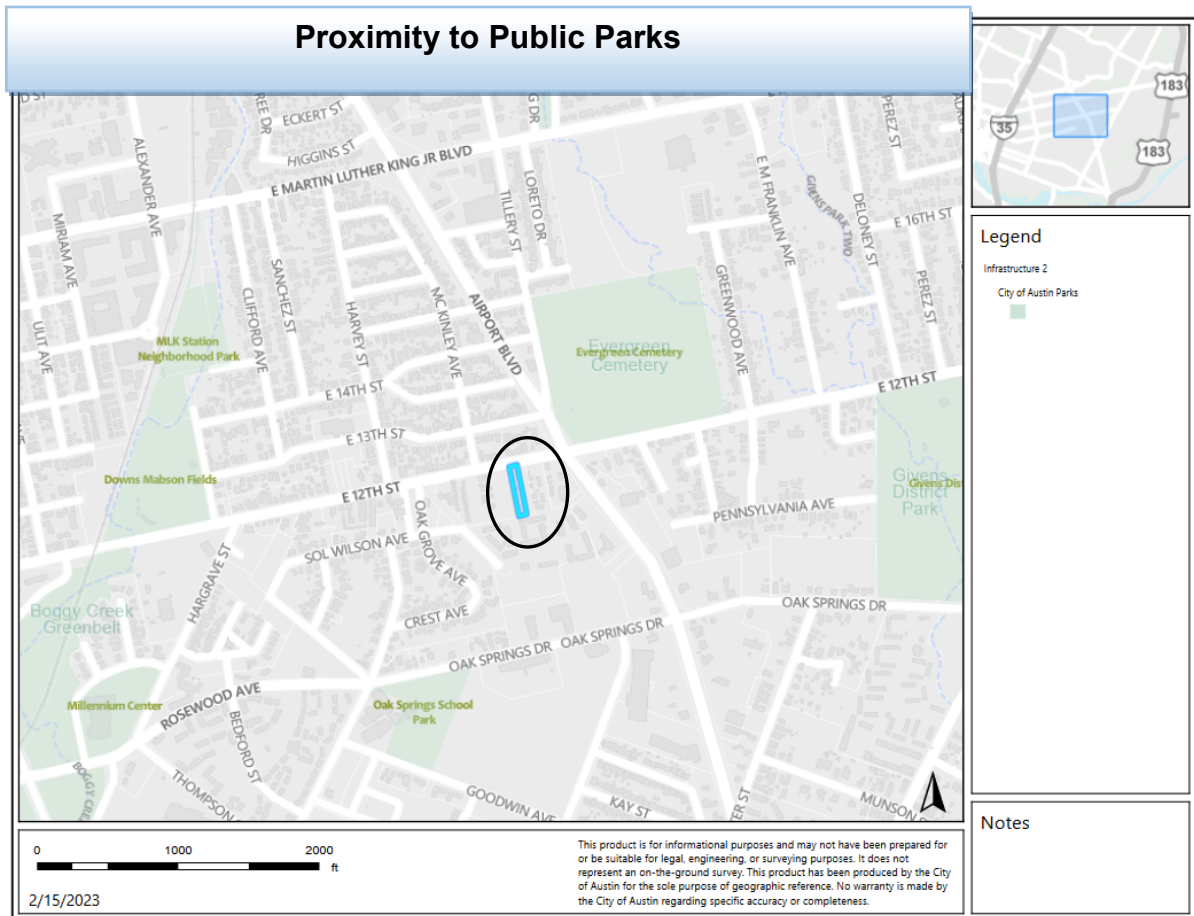 Proximity to Public Parks
ECKERT ST
HIGGINS ST
E MARTIN LUTHER KING JR BLVD
ALEXANDER AVE
MIRIAM AVE
ULIT AVE
TILLERY ST
LORETO DR
E M FRANKLIN AVE
GIVENS PARK TWO
DELONEY ST
PEREZ ST
E 16TH ST
PEREZ ST
CLIFFORD AVE
SANCHEZ ST
HARVEY ST
MC KINLEY AVE
AIRPORT BLVD
GREENWOOD AVE
MLK Station
Neighborhood Park
Evergreen
Cemetery
Evergreen Cemetery
E 14TH ST
E 13TH ST
E 12TH ST
E 12TH ST
Downs Mabson Fields
Givens
District
Park
Givens Dis
PENNSYLVANIA AVE
OAK GROVE AVE
SOL WILSON AVE
HARGRAVE ST
CREST AVE
OAK SPRINGS DR
OAK SPRINGS DR
OAK SPRINGS DR
Boggy Creek
Greenbelt
Millennium Center
ROSEWOOD AVE
BEDFORD ST
Oak Springs School
Park
THOMPSON
GOODWIN AVE
KAY ST
ER ST
MUNSON
BOGGY CRE
35
183
183
Legend
Infrastructure 2
City of Austin Parks
Notes
0 1000 2000
ft
2/15/2023
This product is for informational purposes and may not have been prepared for
or be suitable for legal, engineering, or surveying purposes. It does not
represent an on-the-ground survey. This product has been produced by the City
of Austin for the sole purpose of geographic reference. No warranty is made by
the City of Austin regarding specific accuracy or completeness.